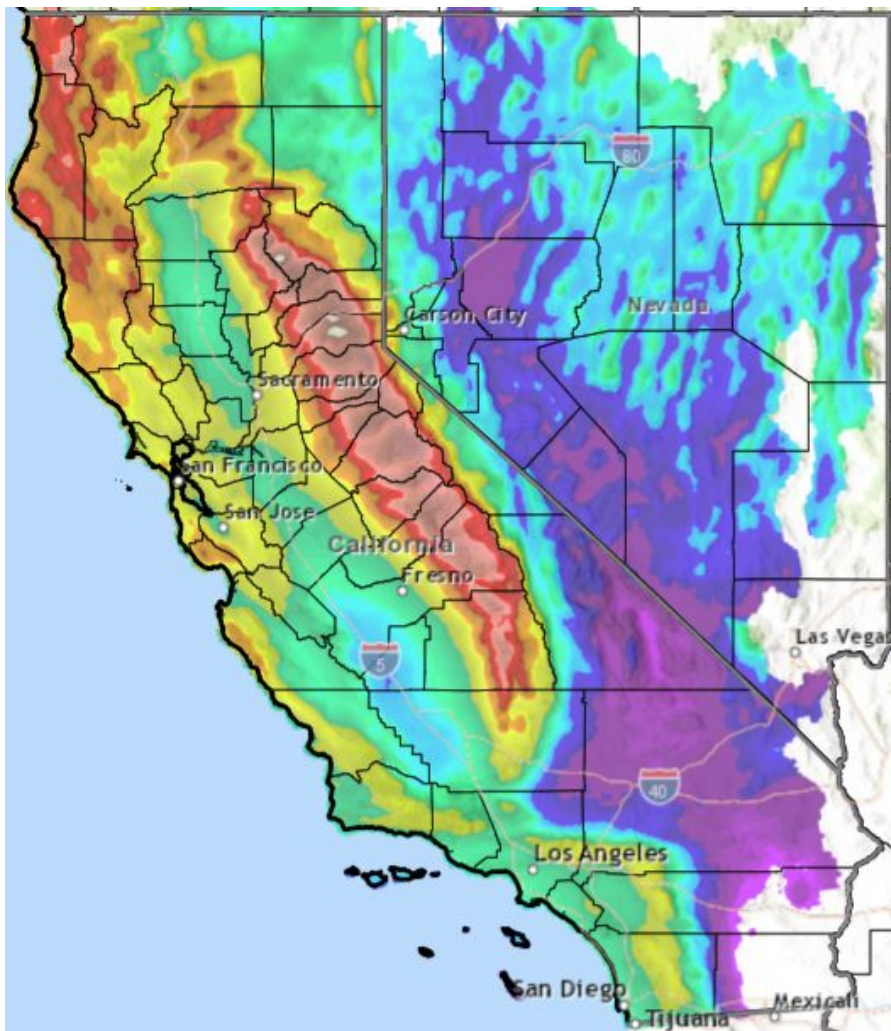 80
Nevada
Carson City
Sacramento
San Francisco
San Jose
California
Fresno
5
Las Vegas
40
Los Angeles
San Diego
Tijuana
Mexicali